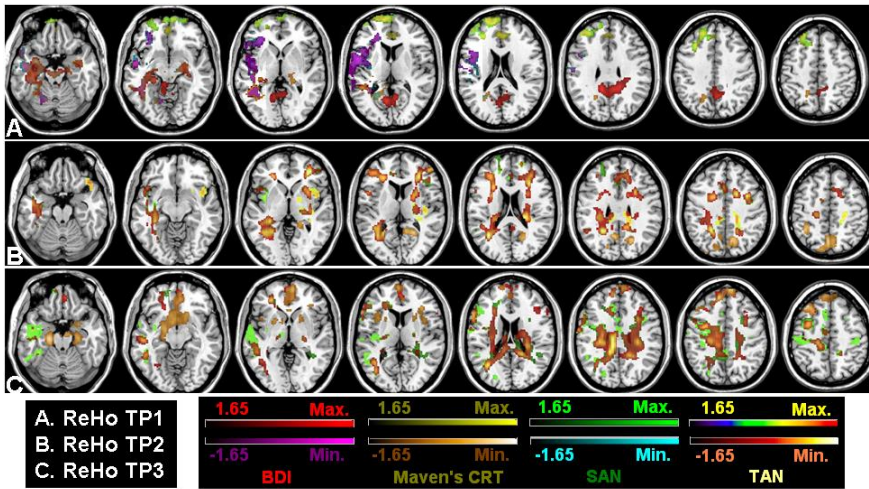 A
B
C
A. ReHo TP1
B. ReHo TP2
C. ReHo TP3
1.65 Max.
-1.65 Min.
BDI
1.65 Max.
-1.65 Min.
Maven's CRT
1.65 Max.
-1.65 Min.
SAN
1.65 Max.
-1.65 Min.
TAN